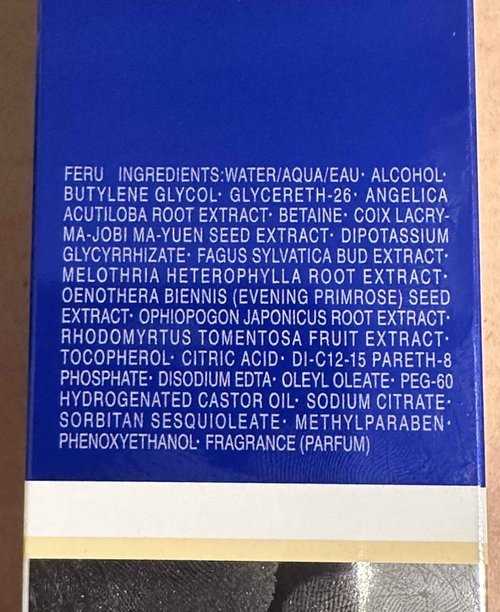 FERU INGREDIENTS:WATER/AQUA/EAU· ALCOHOL·
BUTYLENE GLYCOL· GLYCERETH-26· ANGELICA
ACUTILOBA ROOT EXTRACT· BETAINE· COIX LACRY-
MA-JOBI MA-YUEN SEED EXTRACT· DIPOTASSIUM
GLYCYRRHIZATE· FAGUS SYLVATICA BUD EXTRACT·
MELOTHRIA HETEROPHYLLA ROOT EXTRACT·
OENOTHERA BIENNIS (EVENING PRIMROSE) SEED
EXTRACT· OPHIOPOGON JAPONICUS ROOT EXTRACT·
RHODOMYRTUS TOMENTOSA FRUIT EXTRACT·
TOCOPHEROL· CITRIC ACID· DI-C12-15 PARETH-8
PHOSPHATE· DISODIUM EDTA· OLEYL OLEATE· PEG-60
HYDROGENATED CASTOR OIL· SODIUM CITRATE·
SORBITAN SESQUIOLEATE· METHYLPARABEN·
PHENOXYETHANOL· FRAGRANCE (PARFUM)